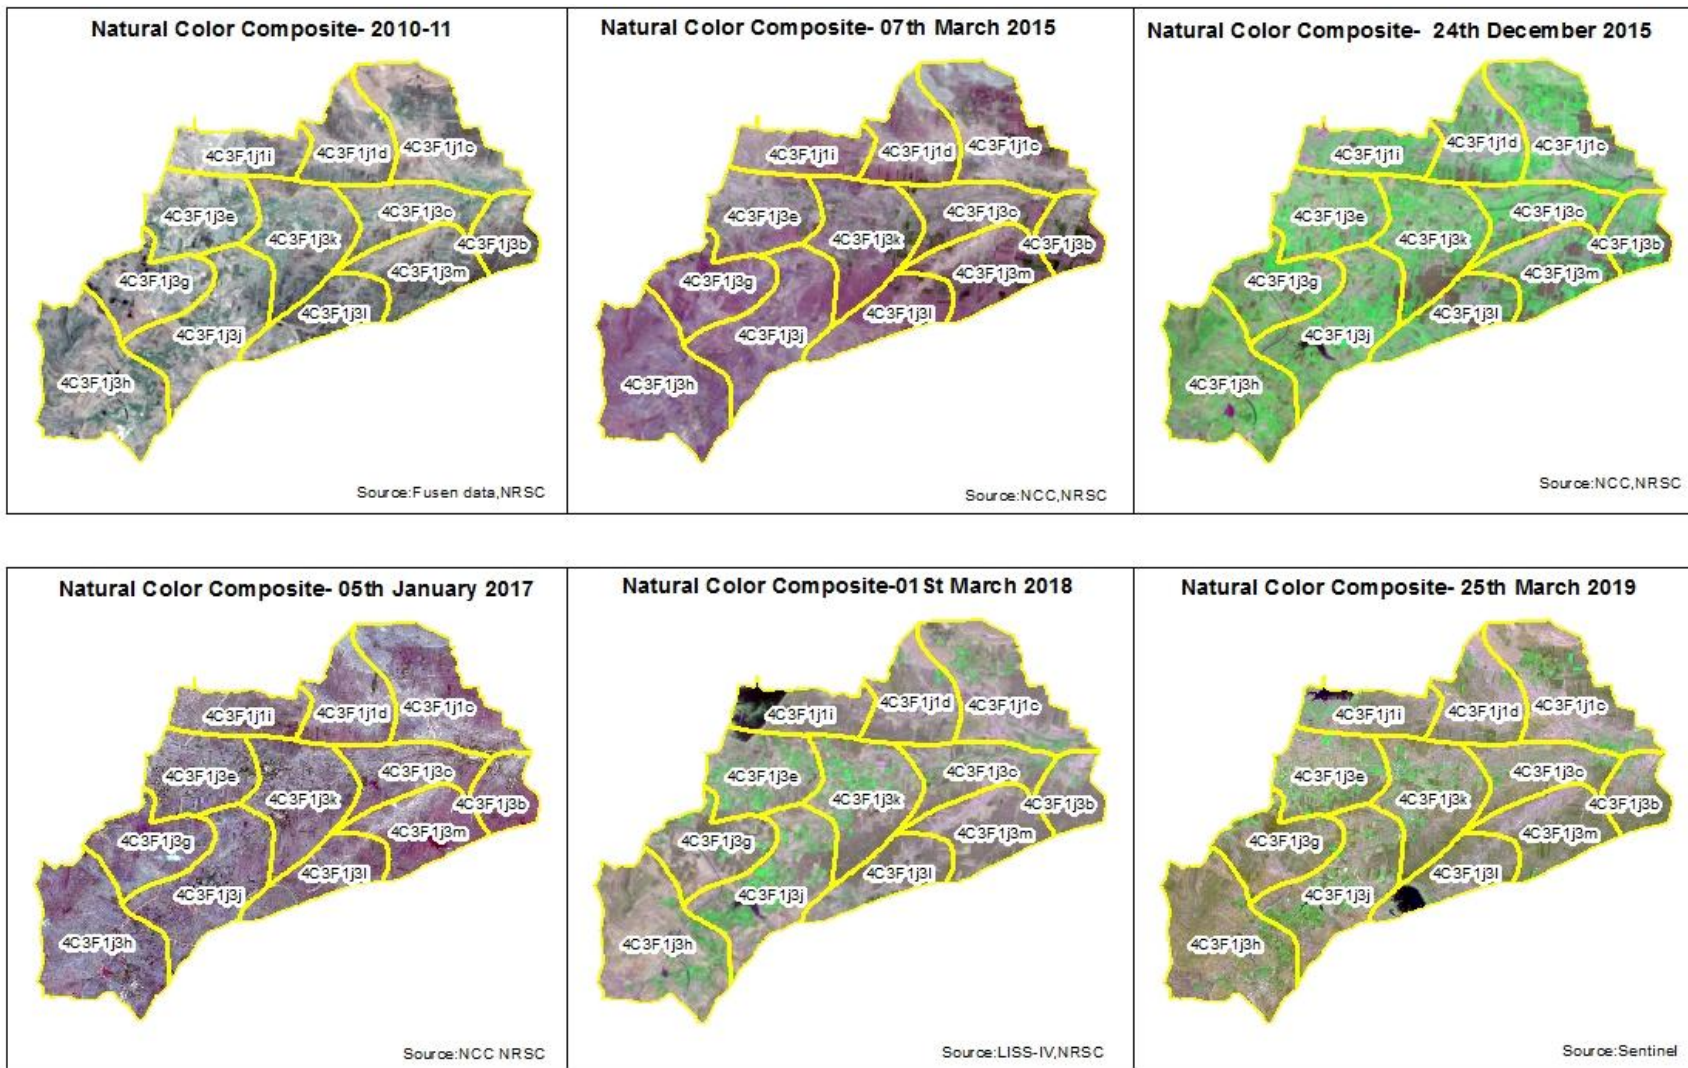 Natural Color Composite- 2010-11
4C3F1j1i
4C3F1j1d
4C3F1j1c
4C3F1j3e
4C3F1j3k
4C3F1j3c
4C3F1j3b
4C3F1j3g
4C3F1j3m
4C3F1j3j
4C3F1j3l
4C3F1j3h
Source:Fusen data,NRSC
Natural Color Composite- 07th March 2015
4C3F1j1i
4C3F1j1d
4C3F1j1c
4C3F1j3e
4C3F1j3k
4C3F1j3c
4C3F1j3b
4C3F1j3g
4C3F1j3m
4C3F1j3j
4C3F1j3l
4C3F1j3h
Source:NCC,NRSC
Natural Color Composite- 24th December 2015
4C3F1j1i
4C3F1j1d
4C3F1j1c
4C3F1j3e
4C3F1j3k
4C3F1j3c
4C3F1j3b
4C3F1j3g
4C3F1j3m
4C3F1j3j
4C3F1j3l
4C3F1j3h
Source:NCC,NRSC
Natural Color Composite- 05th January 2017
4C3F1j1i
4C3F1j1d
4C3F1j1c
4C3F1j3e
4C3F1j3k
4C3F1j3c
4C3F1j3b
4C3F1j3g
4C3F1j3m
4C3F1j3j
4C3F1j3l
4C3F1j3h
Source:NCC NRSC
Natural Color Composite-01St March 2018
4C3F1j1i
4C3F1j1d
4C3F1j1c
4C3F1j3e
4C3F1j3k
4C3F1j3c
4C3F1j3b
4C3F1j3g
4C3F1j3m
4C3F1j3j
4C3F1j3l
4C3F1j3h
Source:LISS-IV,NRSC
Natural Color Composite- 25th March 2019
4C3F1j1i
4C3F1j1d
4C3F1j1c
4C3F1j3e
4C3F1j3k
4C3F1j3c
4C3F1j3b
4C3F1j3g
4C3F1j3m
4C3F1j3j
4C3F1j3l
4C3F1j3h
Source:Sentinel